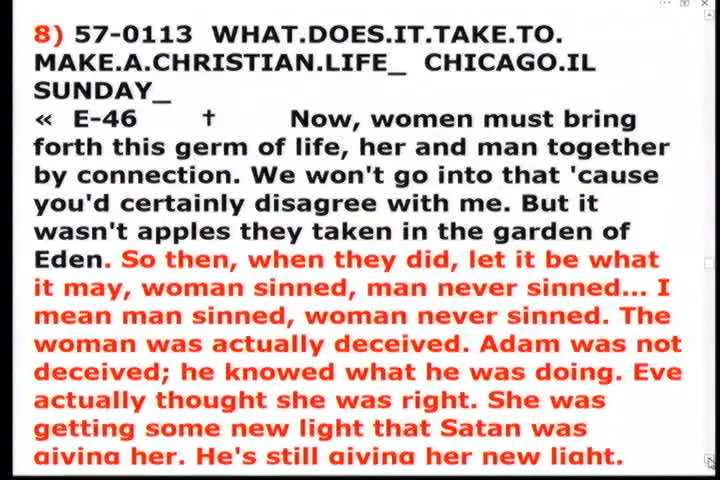 8) 57-0113 WHAT.DOES.IT.TAKE.TO.
MAKE.A.CHRISTIAN.LIFE_ CHICAGO.IL
SUNDAY_
« E-46 † Now, women must bring
forth this germ of life, her and man together
by connection. We won't go into that 'cause
you'd certainly disagree with me. But it
wasn't apples they taken in the garden of
Eden. So then, when they did, let it be what
it may, woman sinned, man never sinned... I
mean man sinned, woman never sinned. The
woman was actually deceived. Adam was not
deceived; he knowed what he was doing. Eve
actually thought she was right. She was
getting some new light that Satan was
giving her. He's still giving her new light.